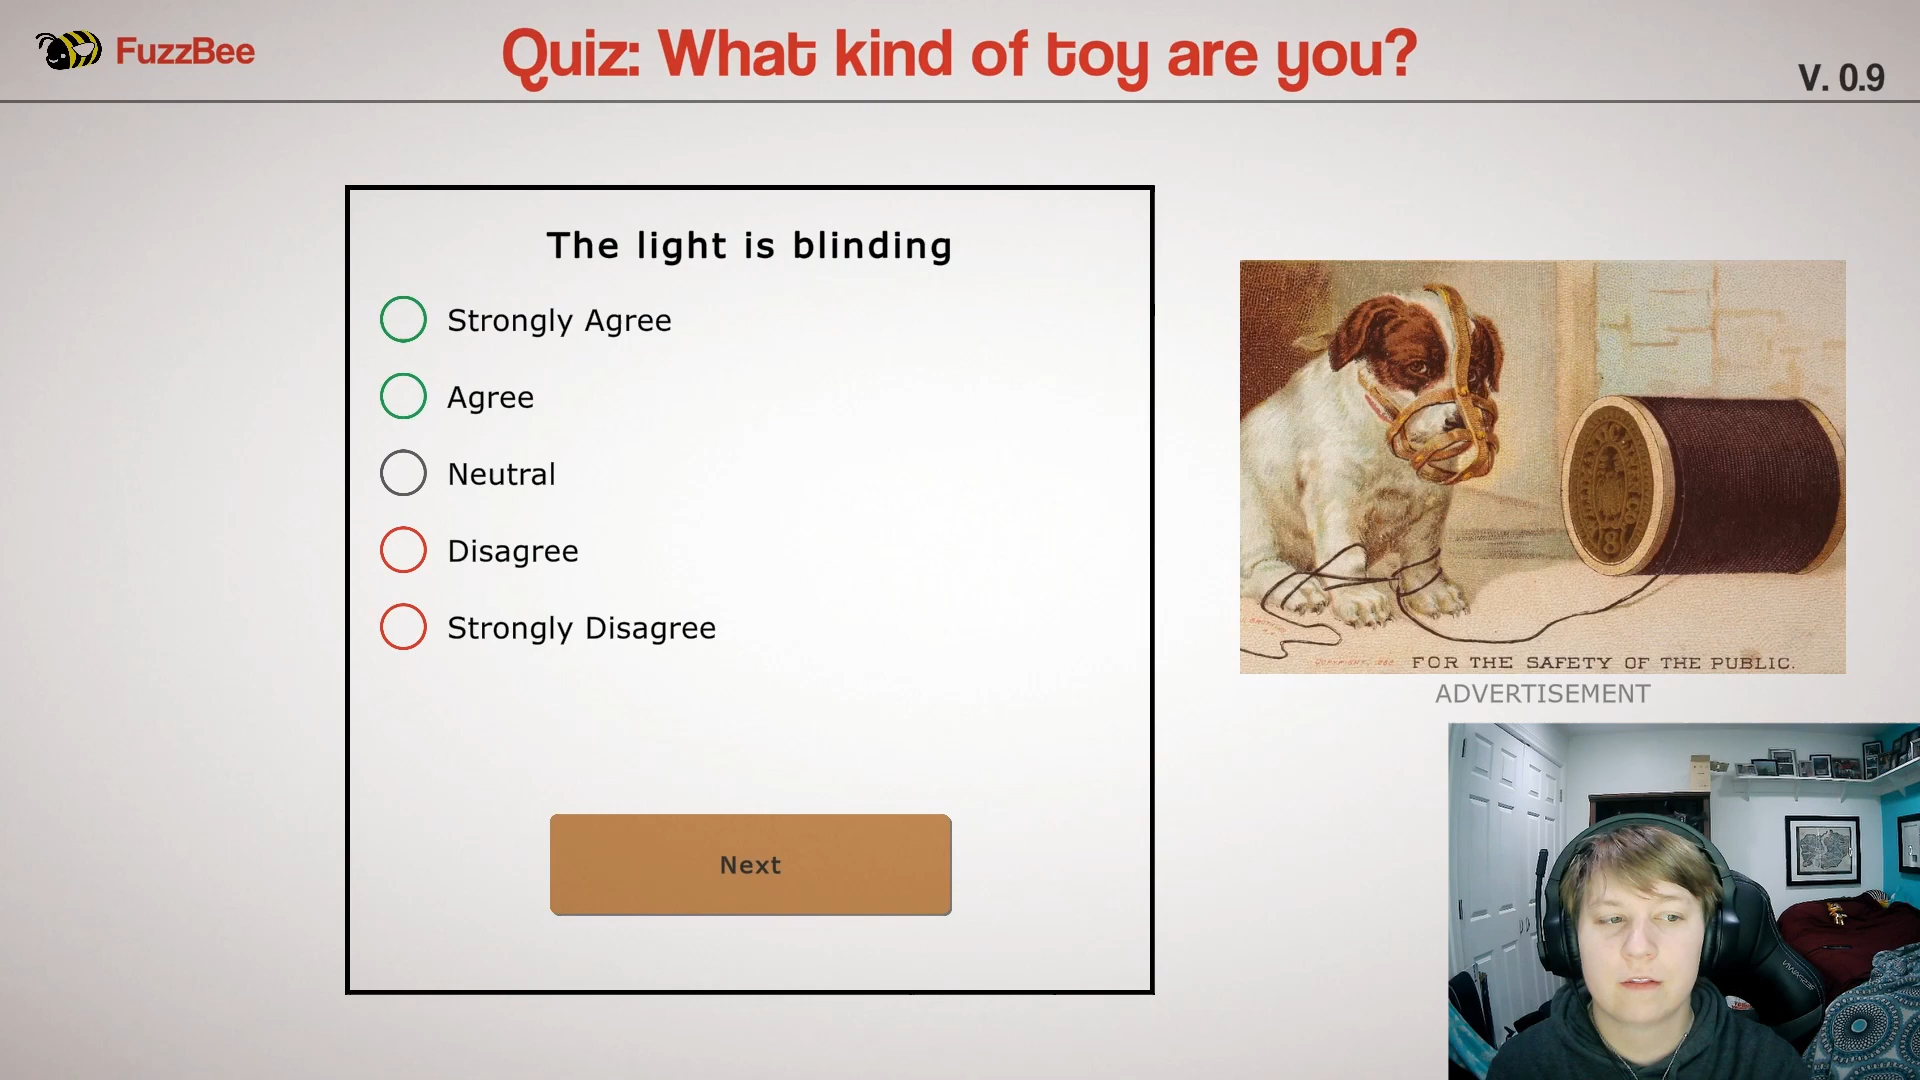 FuzzBee
Quiz: What kind of toy are you?
V. 0.9
The light is blinding
Strongly Agree
Agree
Neutral
Disagree
Strongly Disagree
Next
FOR THE SAFETY OF THE PUBLIC.
ADVERTISEMENT